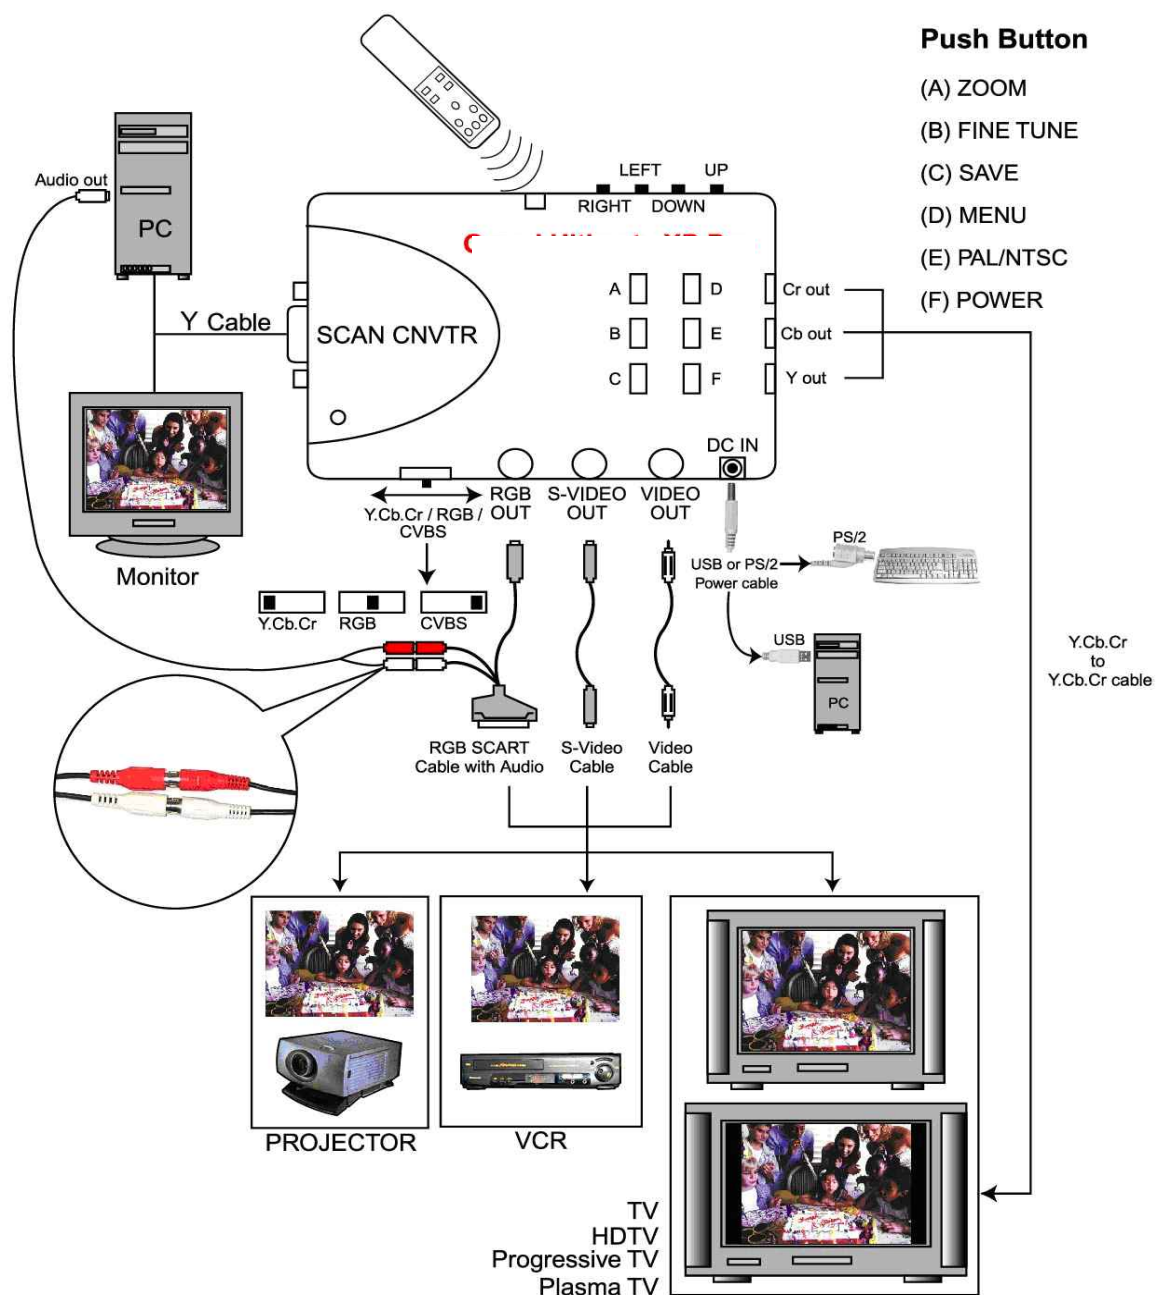 Push Button
(A) ZOOM
(B) FINE TUNE
(C) SAVE
(D) MENU
(E) PAL/NTSC
(F) POWER
Audio out
PC
LEFT
UP
RIGHT
DOWN
Y Cable
SCAN CNVTR
A
D
B
E
C
F
Cr out
Cb out
Y out
DC IN
RGB
OUT
S-VIDEO
OUT
VIDEO
OUT
Y.Cb.Cr / RGB /
CVBS
Monitor
Y.Cb.Cr
RGB
CVBS
PS/2
USB or PS/2
Power cable
USB
PC
Y.Cb.Cr
to
Y.Cb.Cr cable
RGB SCART
Cable with Audio
S-Video
Cable
Video
Cable
PROJECTOR
VCR
TV
HDTV
Progressive TV
Plasma TV